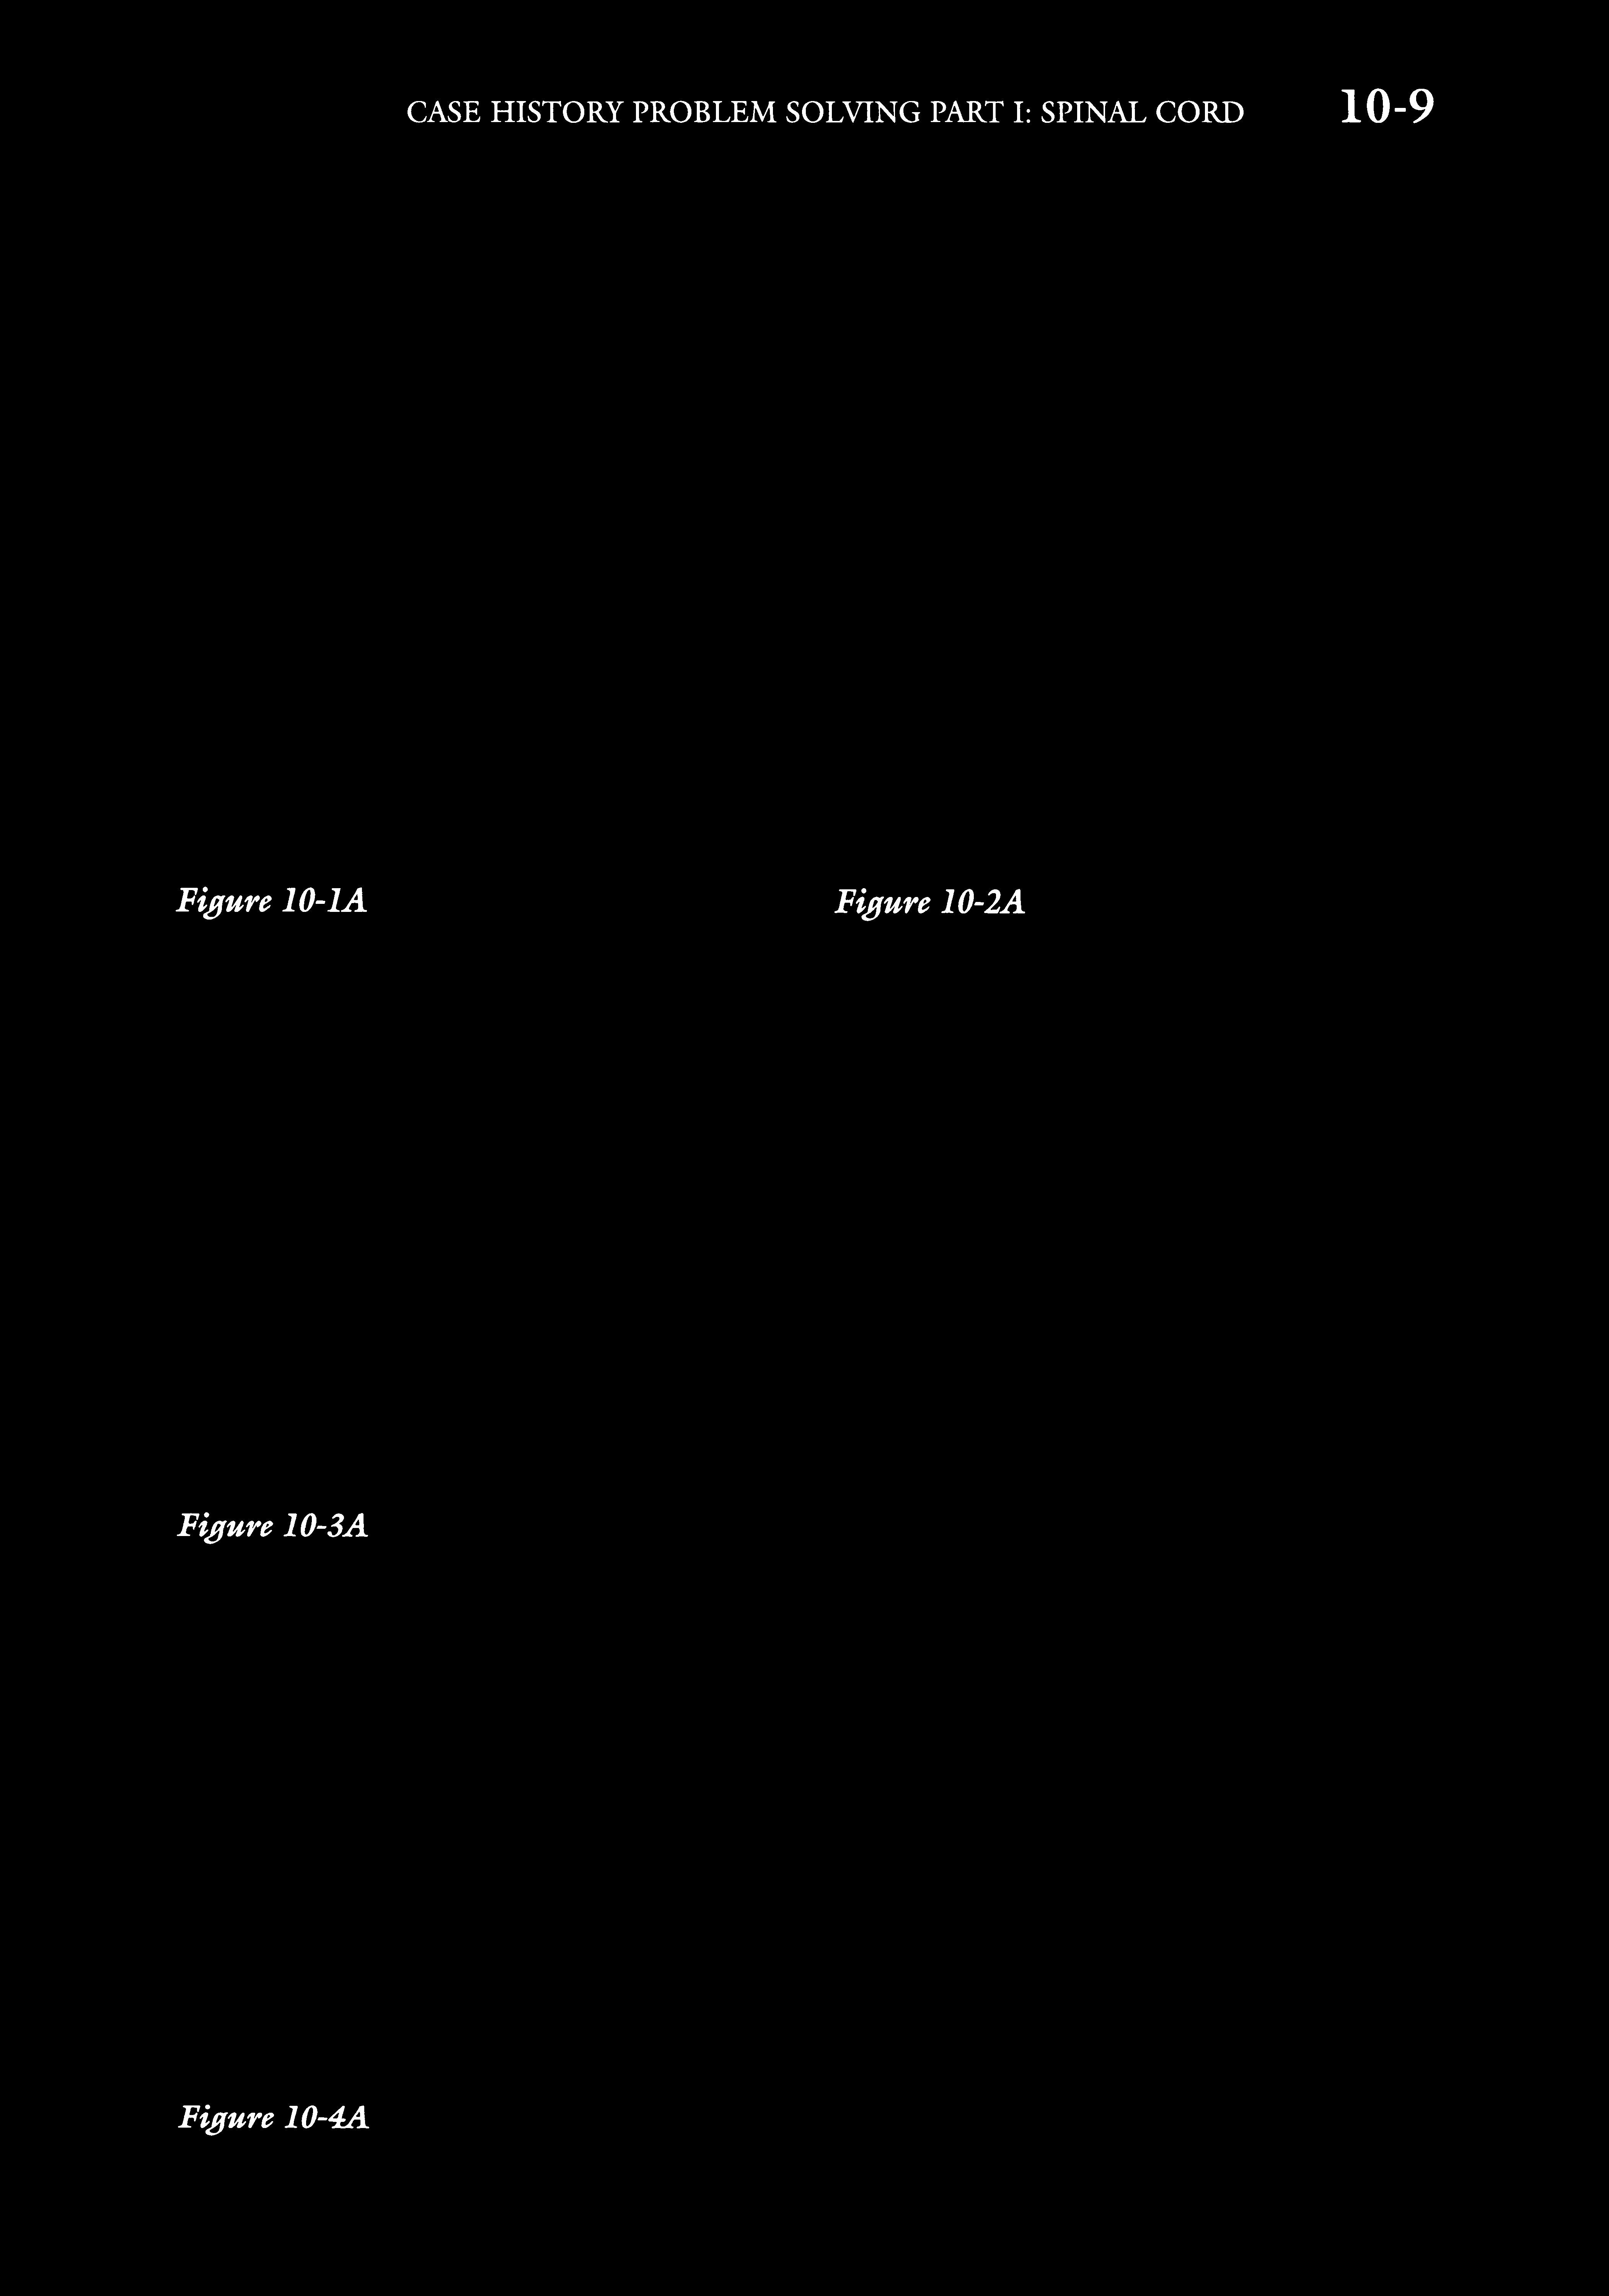 CASE HISTORY PROBLEM SOLVING PART I: SPINAL CORD 10-9
Figure 10-1A
Figure 10-2A
Figure 10-3A
Figure 10-4A